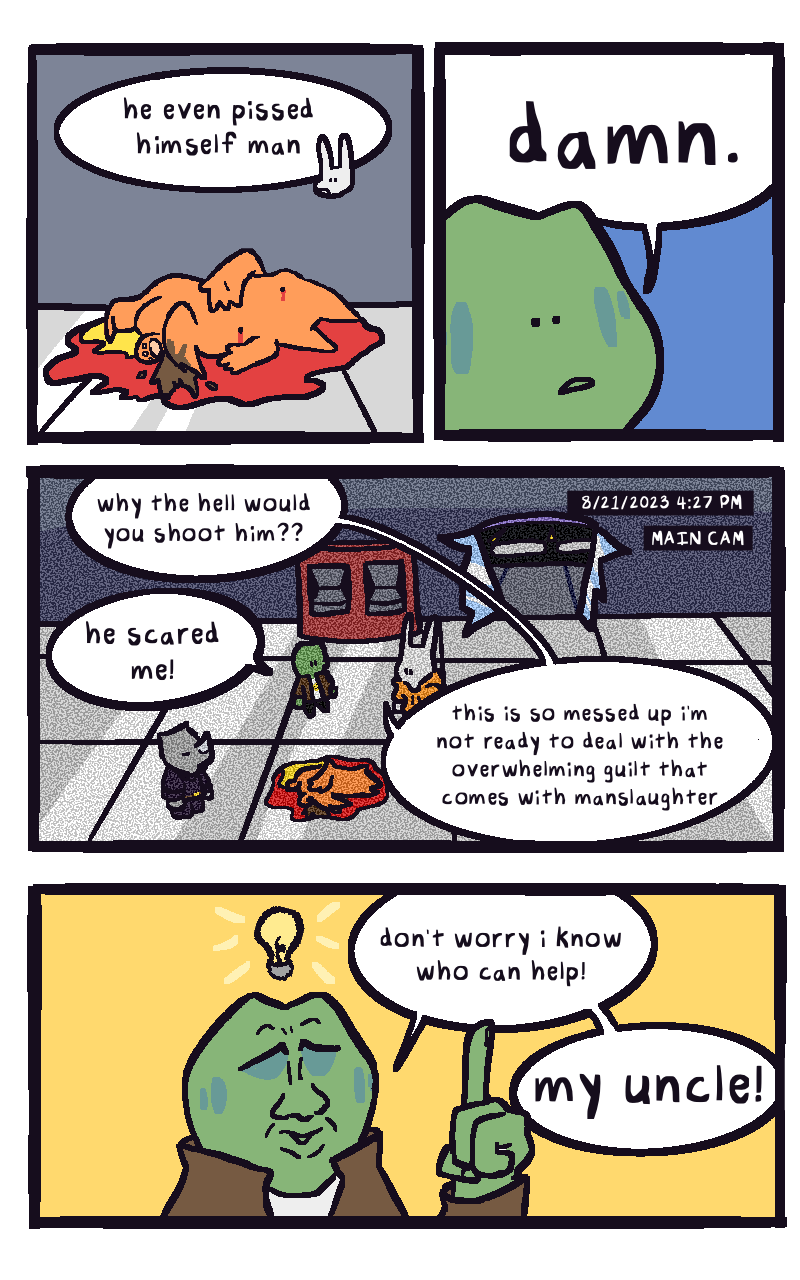 he even pissed
himself man
damn.
why the hell would
you shoot him??
8/21/2023 4:27 PM
MAIN CAM
he scared
me!
this is so messed up i'm
not ready to deal with the
overwhelming guilt that
comes with manslaughter
don't worry i know
who can help!
my uncle!